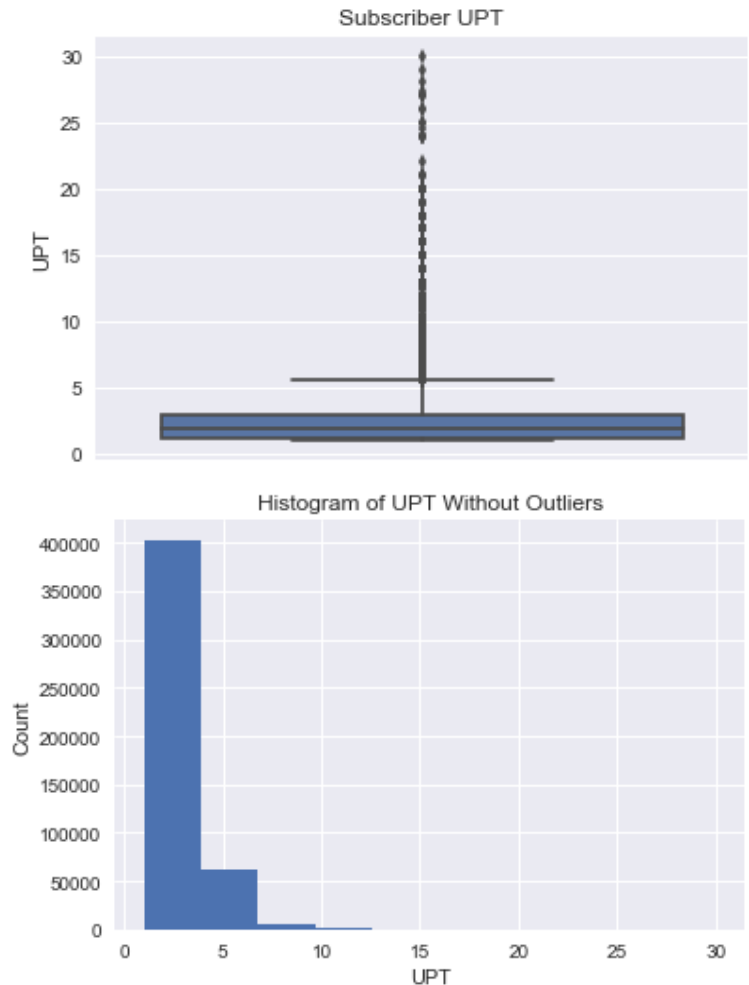 Subscriber UPT
30
25
20
15
10
5
0
UPT
Histogram of UPT Without Outliers
400000
350000
300000
250000
200000
150000
100000
50000
0
Count
0 5 10 15 20 25 30
UPT